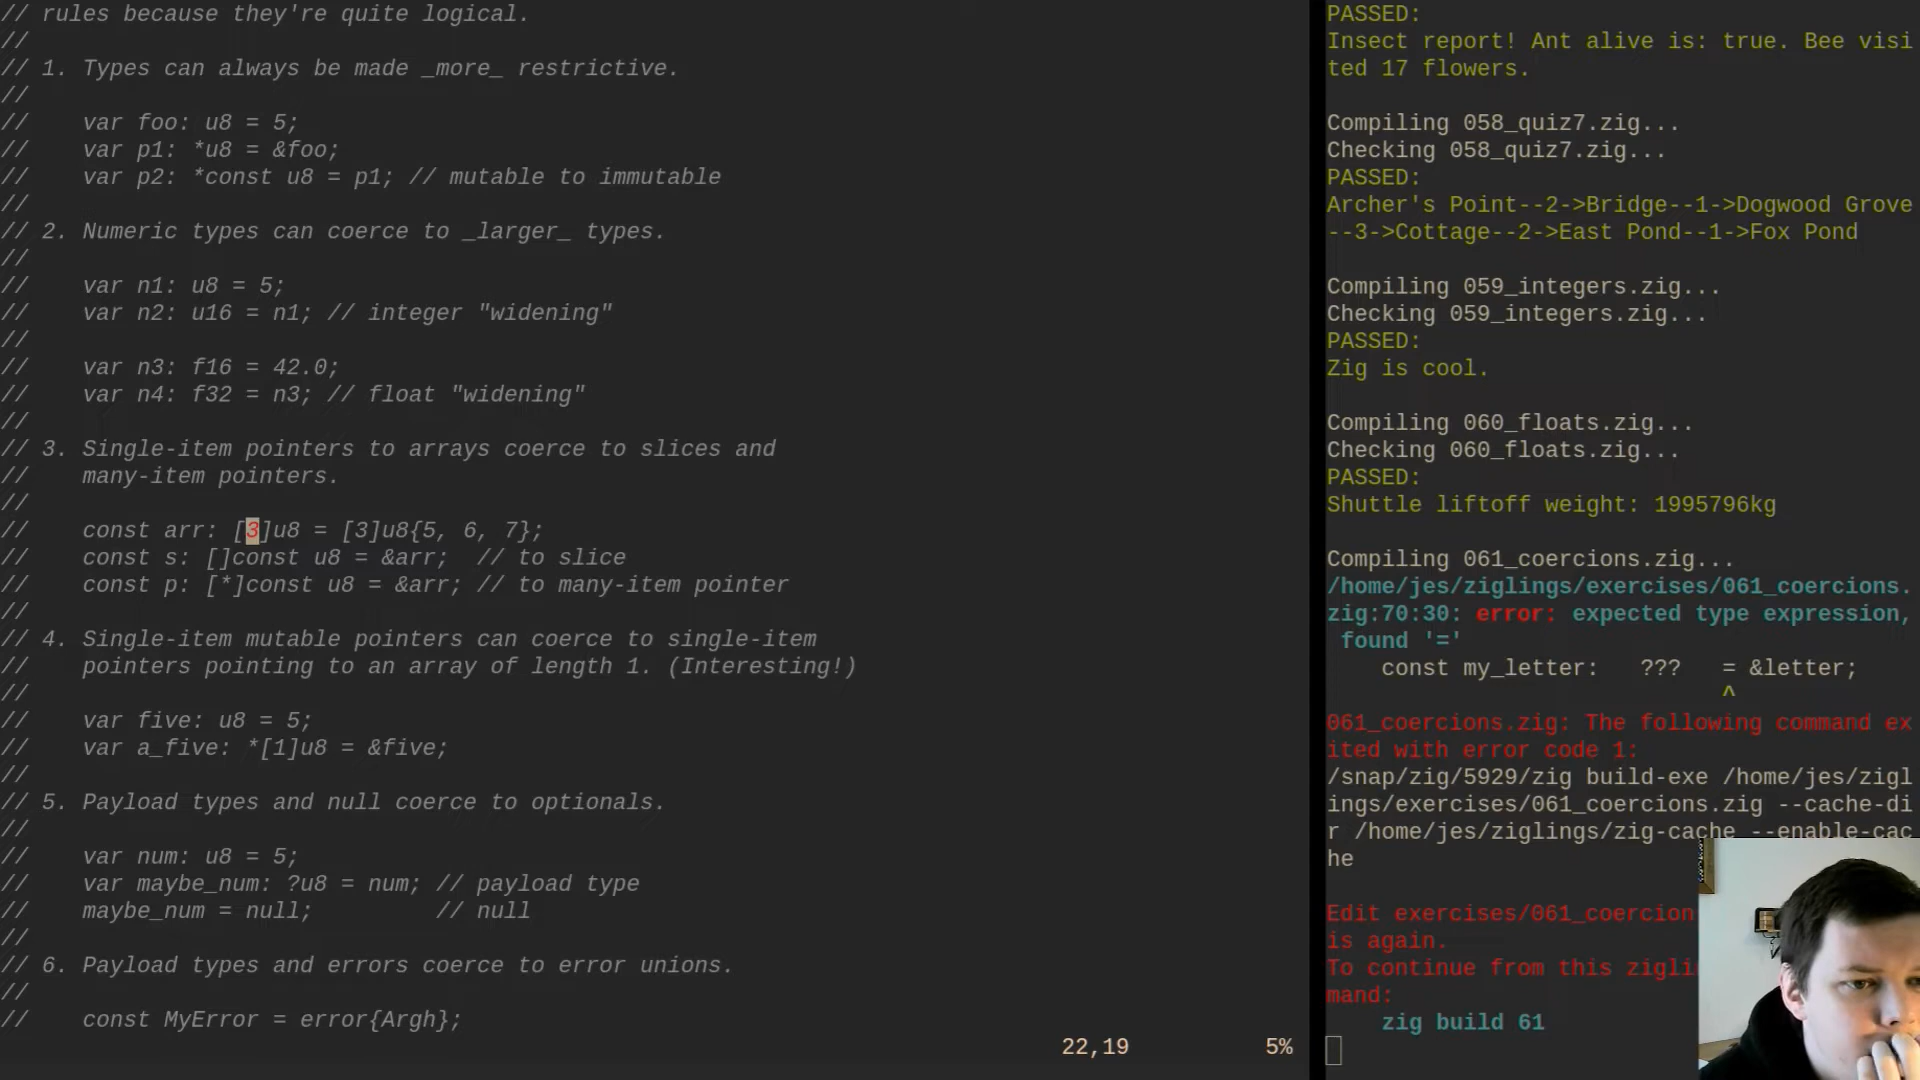 // rules because they're quite logical.
//
// 1. Types can always be made _more_ restrictive.
//
//    var foo: u8 = 5;
//    var p1: *u8 = &foo;
//    var p2: *const u8 = p1; // mutable to immutable
//
// 2. Numeric types can coerce to _larger_ types.
//
//    var n1: u8 = 5;
//    var n2: u16 = n1; // integer "widening"
//
//    var n3: f16 = 42.0;
//    var n4: f32 = n3; // float "widening"
//
// 3. Single-item pointers to arrays coerce to slices and
//    many-item pointers.
//
//    const arr: [3]u8 = [3]u8{5, 6, 7};
//    const s: []const u8 = &arr;  // to slice
//    const p: [*]const u8 = &arr; // to many-item pointer
//
// 4. Single-item mutable pointers can coerce to single-item
//    pointers pointing to an array of length 1. (Interesting!)
//
//    var five: u8 = 5;
//    var a_five: *[1]u8 = &five;
//
// 5. Payload types and null coerce to optionals.
//
//    var num: u8 = 5;
//    var maybe_num: ?u8 = num; // payload type
//    maybe_num = null;         // null
//
// 6. Payload types and errors coerce to error unions.
//
//    const MyError = error{Argh};
22,19          5%
PASSED:
Insect report! Ant alive is: true. Bee visi
ted 17 flowers.
Compiling 058_quiz7.zig...
Checking 058_quiz7.zig...
PASSED:
Archer's Point--2->Bridge--1->Dogwood Grove
--3->Cottage--2->East Pond--1->Fox Pond
Compiling 059_integers.zig...
Checking 059_integers.zig...
PASSED:
Zig is cool.
Compiling 060_floats.zig...
Checking 060_floats.zig...
PASSED:
Shuttle liftoff weight: 1995796kg
Compiling 061_coercions.zig...
/home/jes/ziglings/exercises/061_coercions.
zig:70:30: error: expected type expression,
 found '='
    const my_letter:   ???   = &letter;
                             ^
061_coercions.zig: The following command ex
ited with error code 1:
/snap/zig/5929/zig build-exe /home/jes/zigl
ings/exercises/061_coercions.zig --cache-di
r /home/jes/ziglings/zig-cache --enable-cac
he
Edit exercises/061_coercion
is again.
To continue from this zigli
mand:
    zig build 61